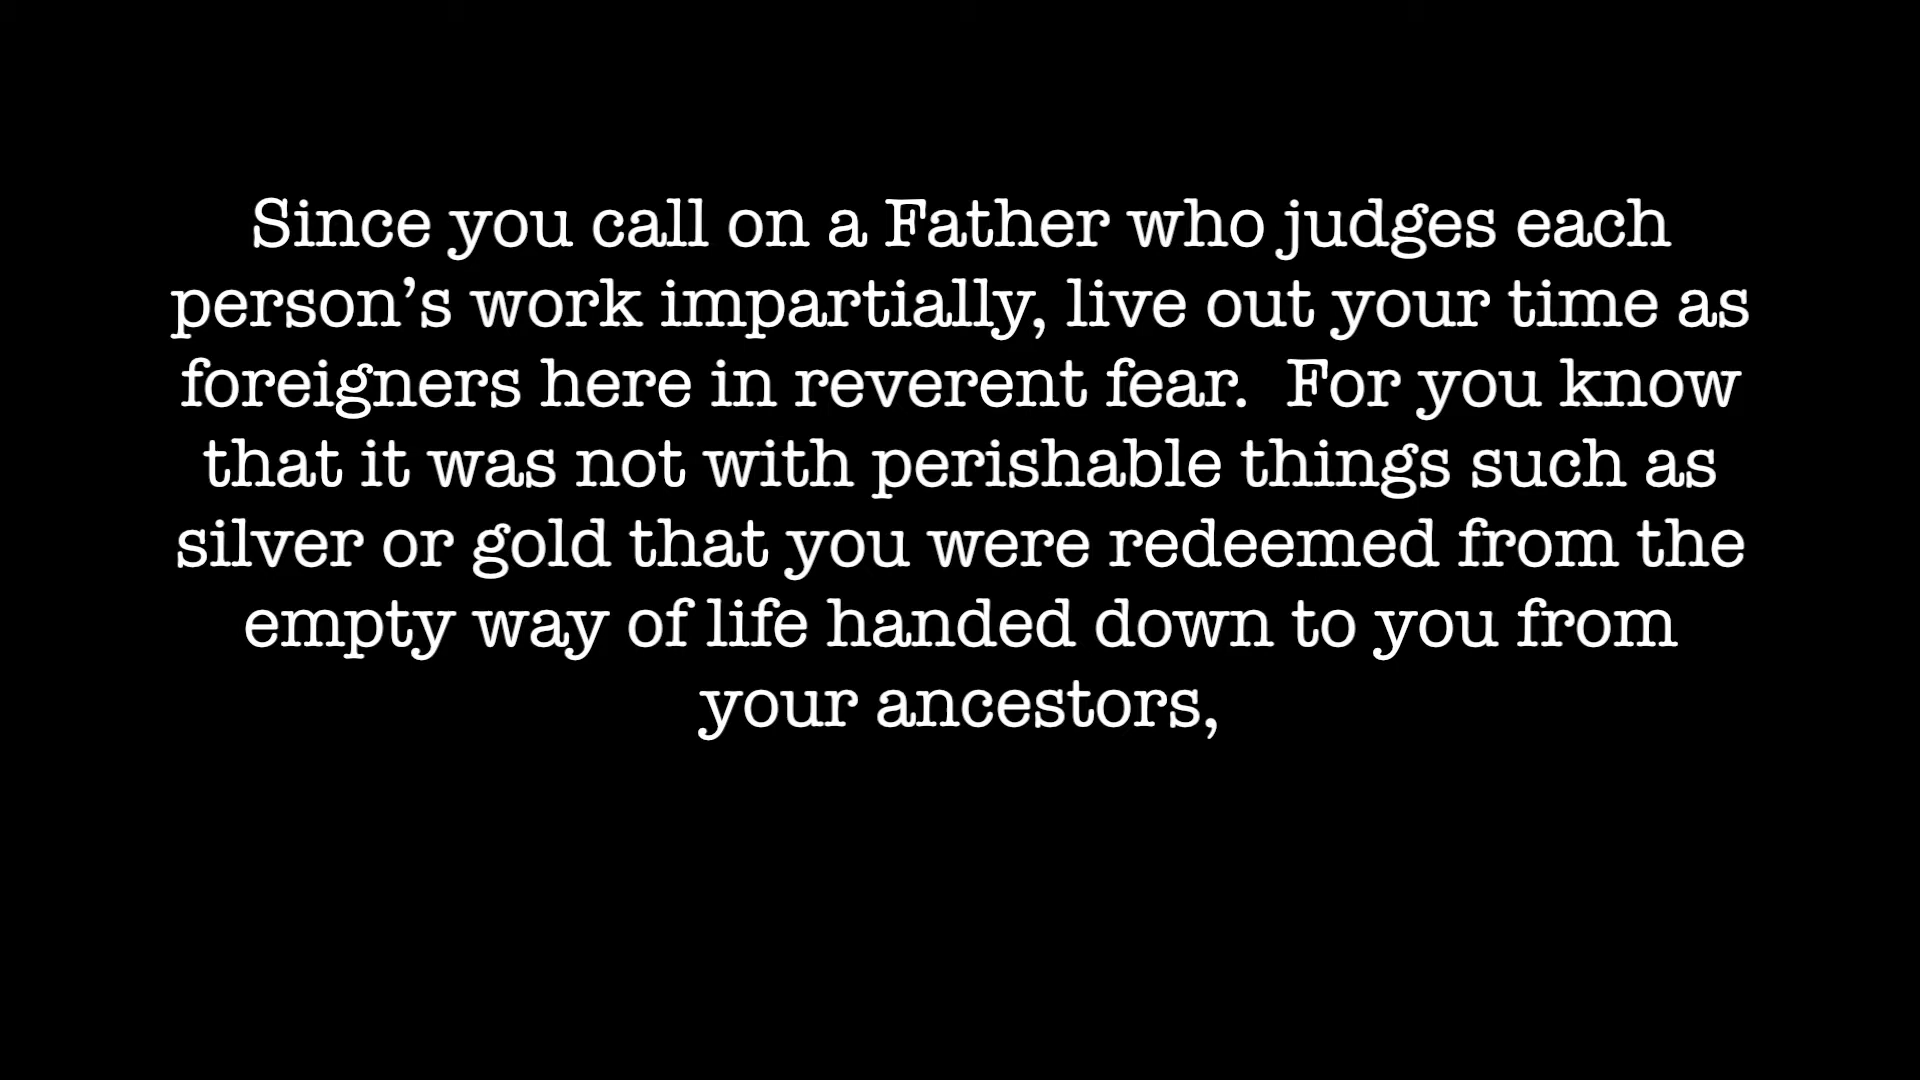 Since you call on a Father who judges each
person’s work impartially, live out your time as
foreigners here in reverent fear.  For you know
that it was not with perishable things such as
silver or gold that you were redeemed from the
empty way of life handed down to you from
your ancestors,